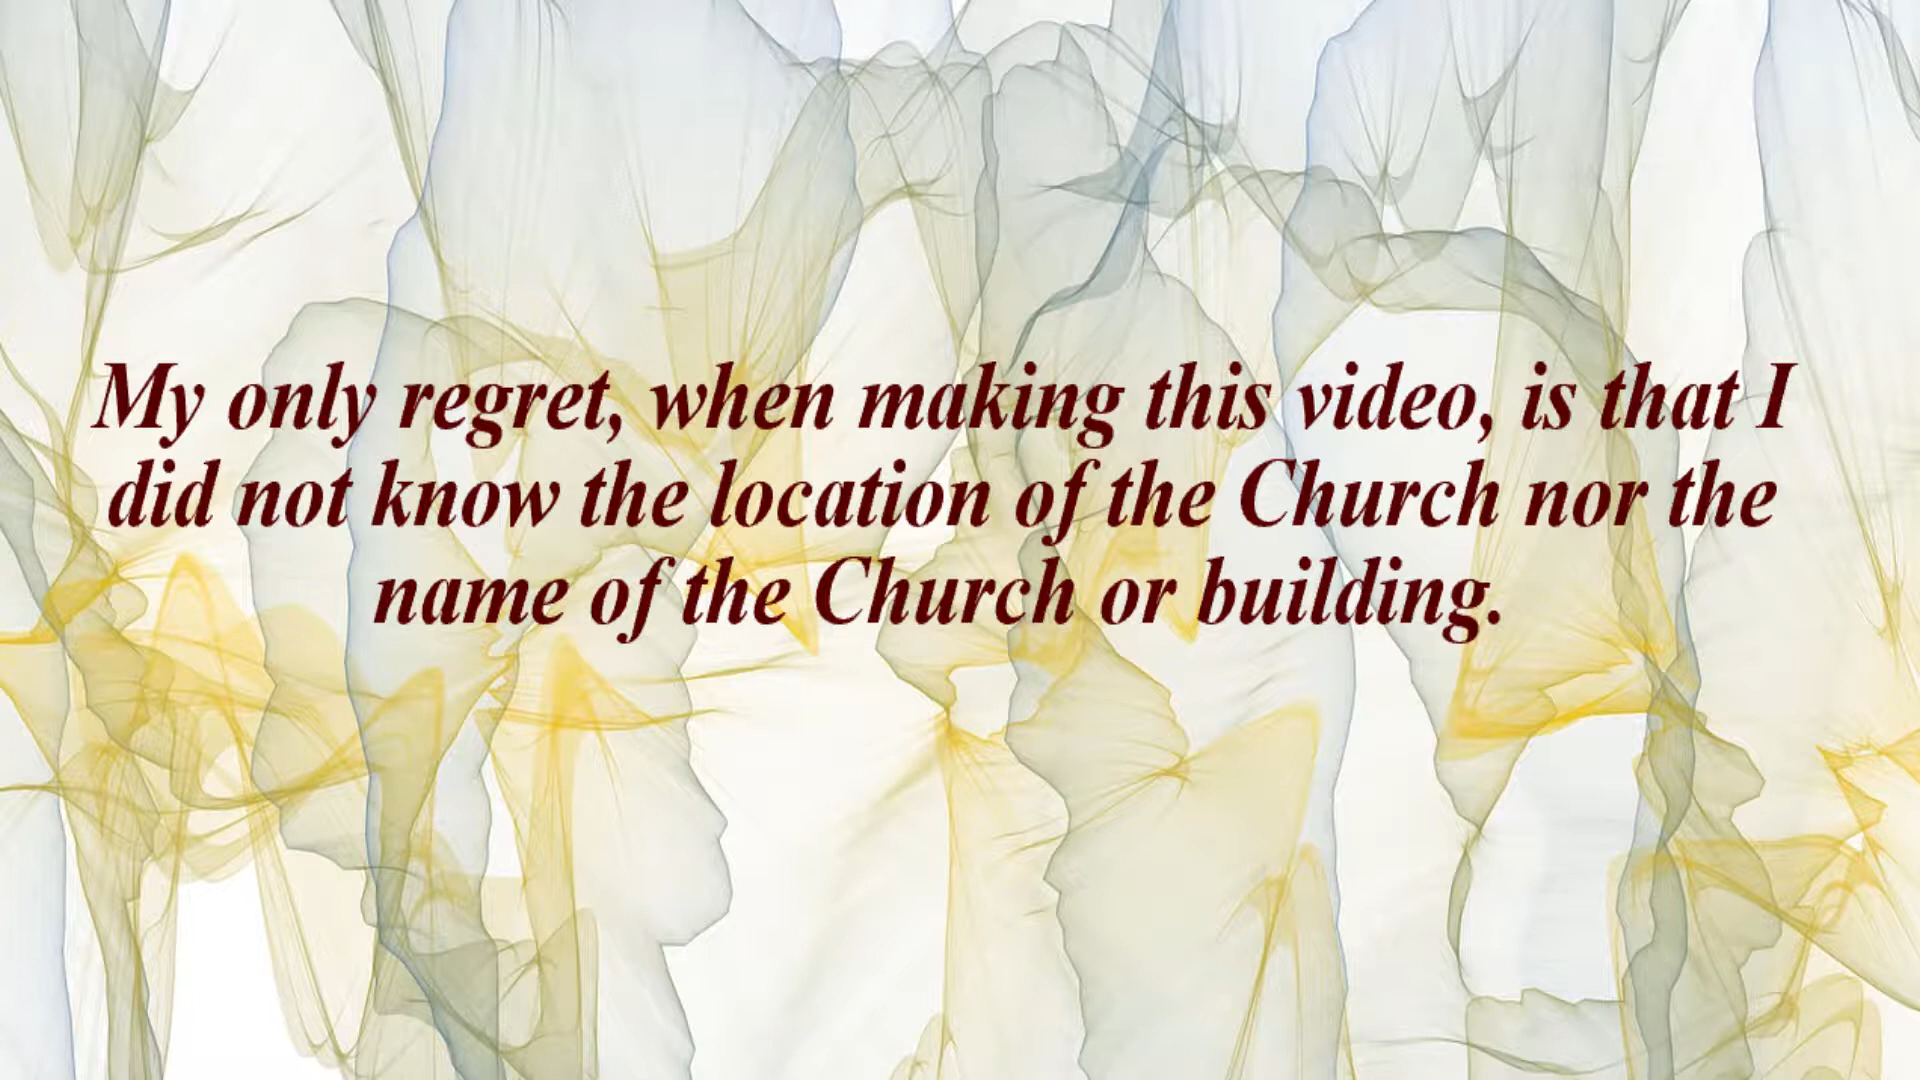 My only regret, when making this video, is that I
did not know the location of the Church nor the
name of the Church or building.